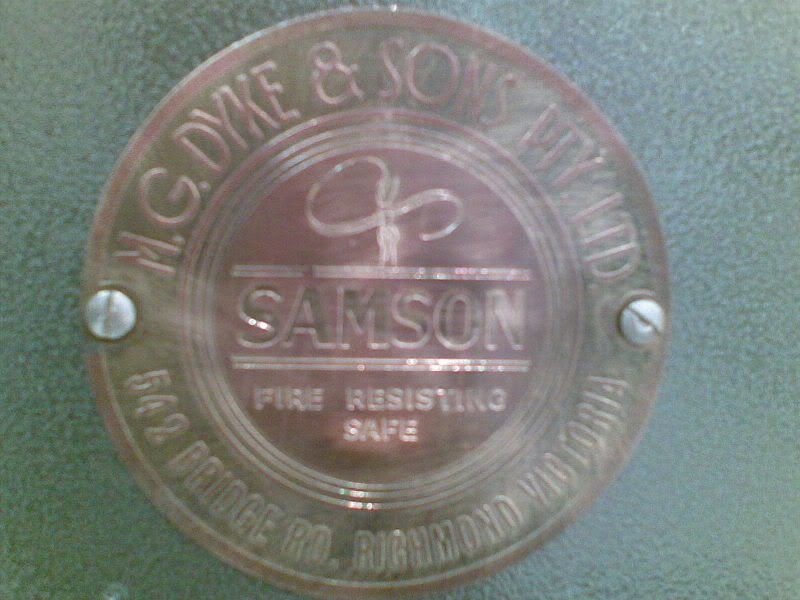 M.G. DYKE & SONS PTY. LTD.
SAMSON
FIRE RESISTING
SAFE
542 BRIDGE RD. RICHMOND VICTORIA